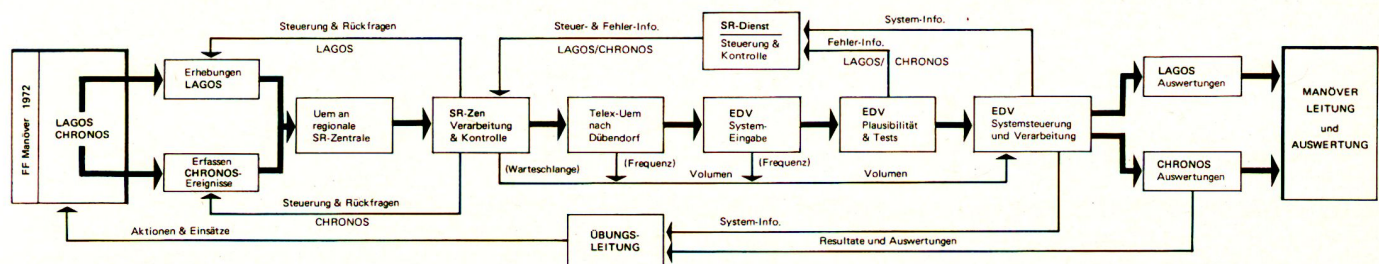 FF Manöver 1972
LAGOS
CHRONOS
Steuerung & Rückfragen
LAGOS
Erhebungen
LAGOS
Erfassen
CHRONOS-
Ereignisse
Steuerung & Rückfragen
CHRONOS
Uem an
regionale
SR-Zentrale
SR-Zen
Verarbeitung
& Kontrolle
Steuer- & Fehler-Info.
LAGOS/CHRONOS
SR-Dienst
Steuerung &
Kontrolle
System-Info.
Fehler-Info.
LAGOS/ CHRONOS
Telex-Uem
nach
Dübendorf
EDV
System-
Eingabe
EDV
Plausibilität
& Tests
EDV
Systemsteuerung
und Verarbeitung
(Warteschlange)
(Frequenz)
Volumen
(Frequenz)
Volumen
LAGOS
Auswertungen
CHRONOS
Auswertungen
MANÖVER
LEITUNG
und
AUSWERTUNG
Aktionen & Einsätze
ÜBUNGS-
LEITUNG
System-Info.
Resultate und Auswertungen